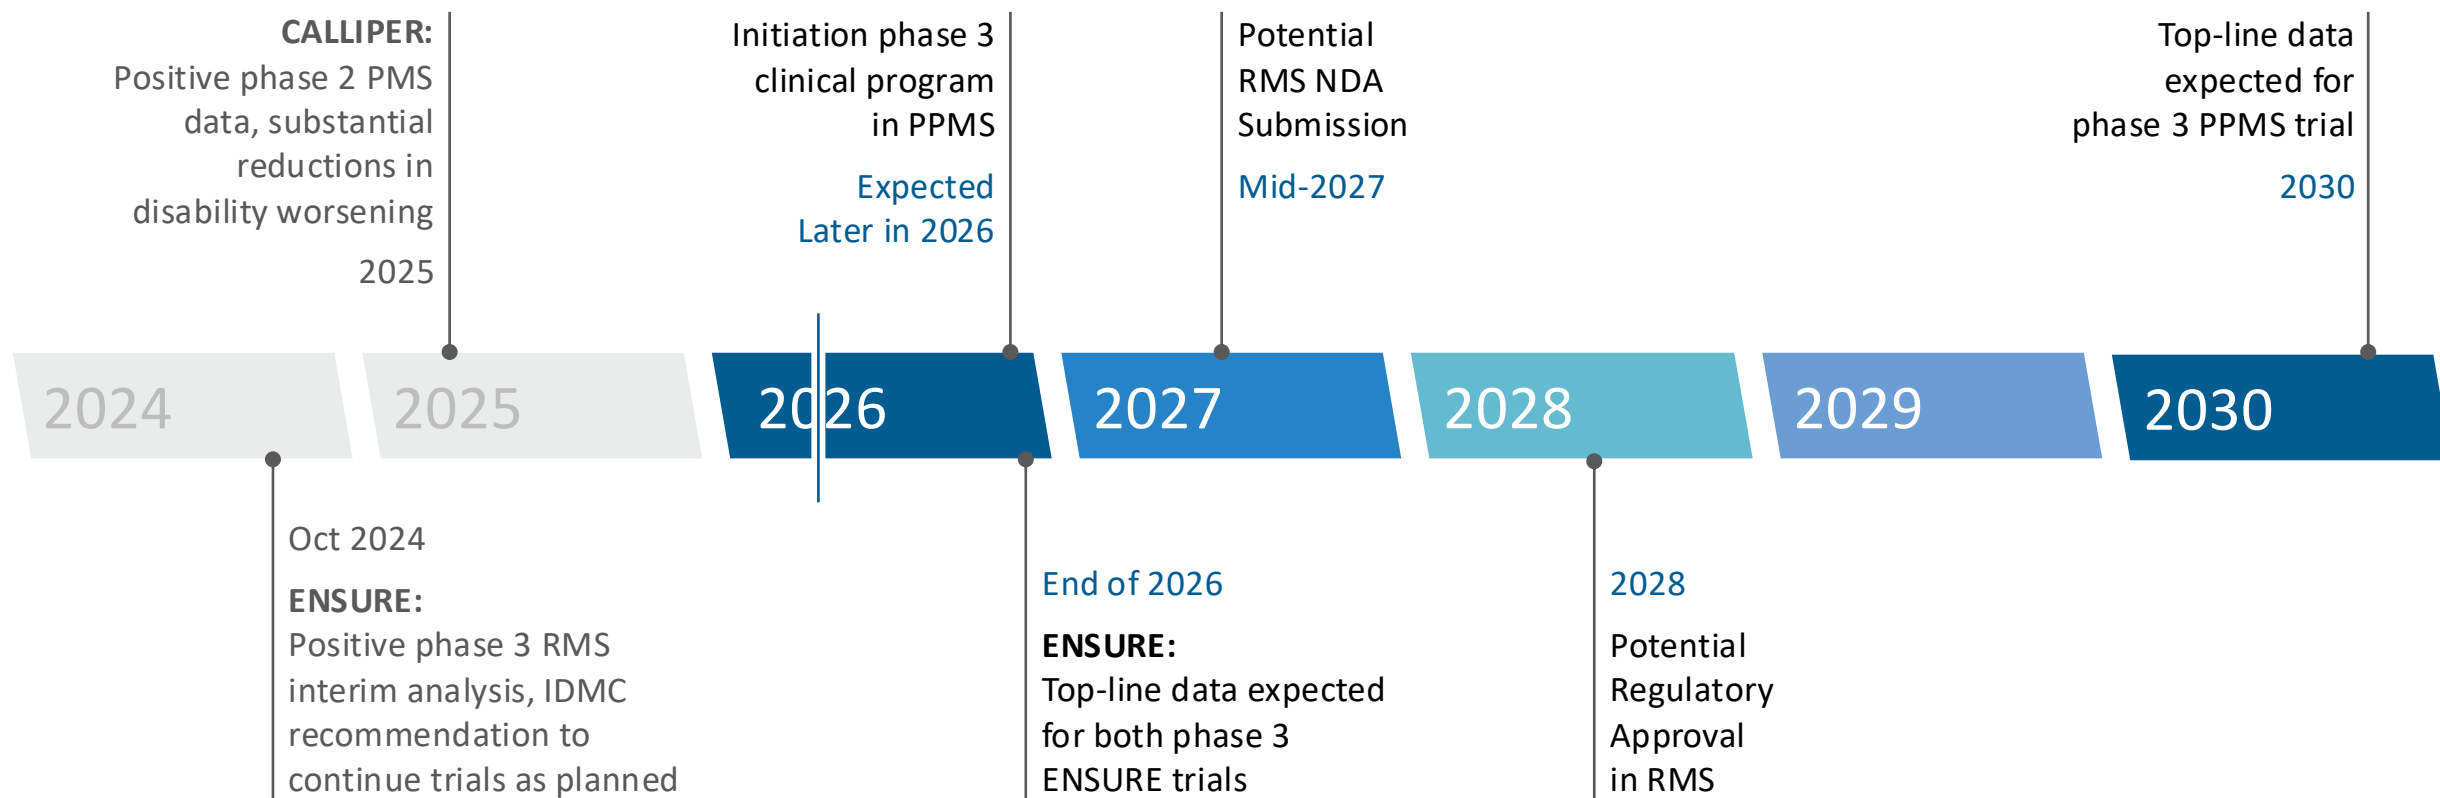 CALLIPER:
Positive phase 2 PMS
data, substantial
reductions in
disability worsening
2025
Initiation phase 3
clinical program
in PPMS
Expected
Later in 2026
Potential
RMS NDA
Submission
Mid-2027
Top-line data
expected for
phase 3 PPMS trial
2030
2024
2025
2026
2027
2028
2029
2030
Oct 2024
ENSURE:
Positive phase 3 RMS
interim analysis, IDMC
recommendation to
continue trials as planned
End of 2026
ENSURE:
Top-line data expected
for both phase 3
ENSURE trials
2028
Potential
Regulatory
Approval
in RMS